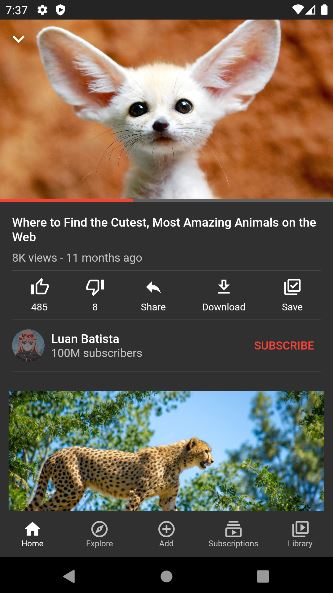 7:37
Where to Find the Cutest, Most Amazing Animals on the
Web
8K views - 11 months ago
485
8
Share
Download
Save
Luan Batista
100M subscribers
SUBSCRIBE
Home
Explore
Add
Subscriptions
Library